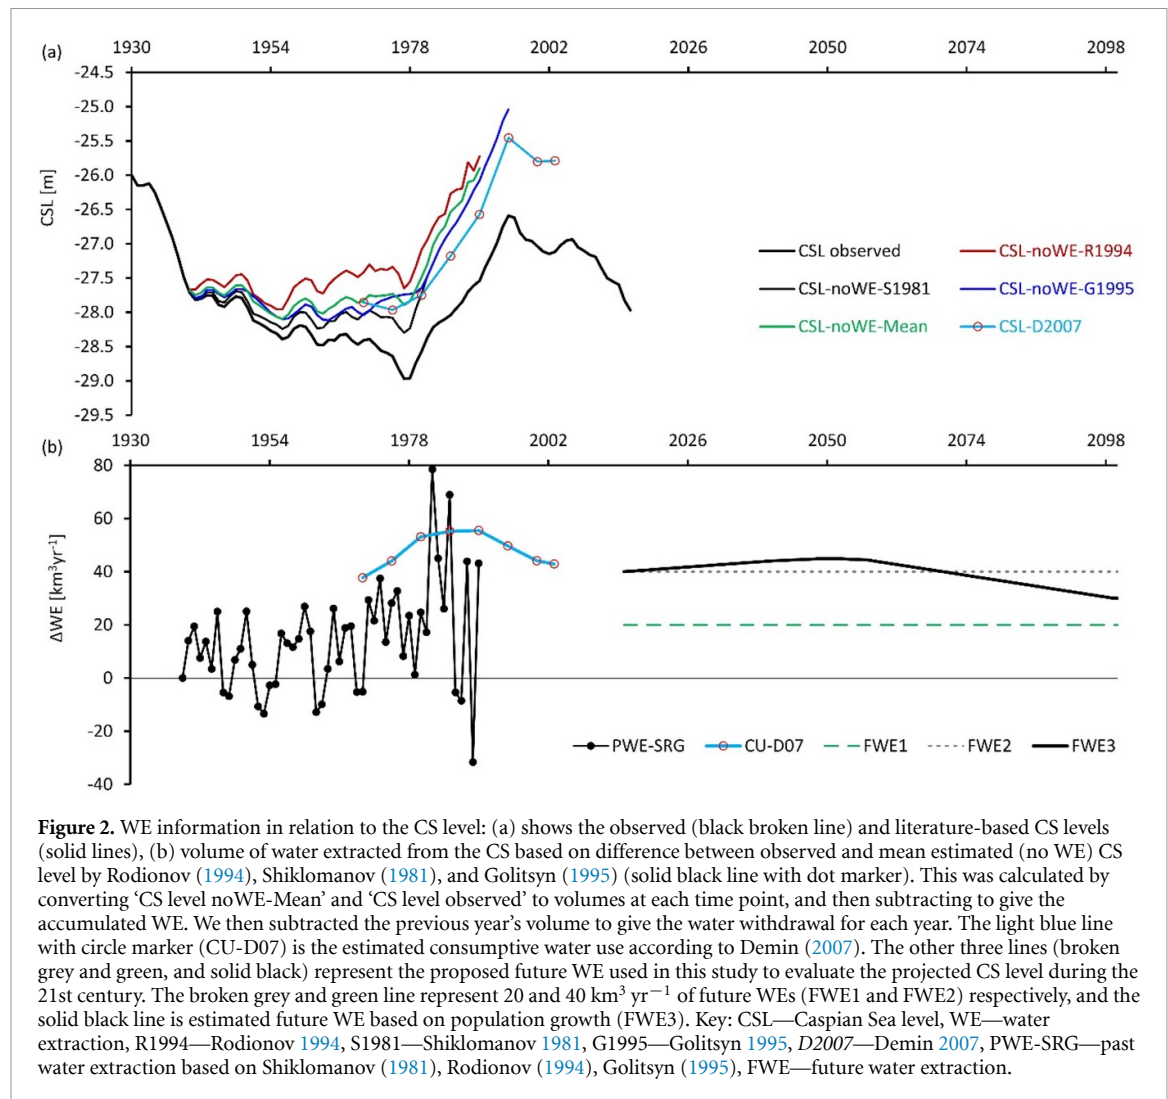 1930 1954 1978 2002 2026 2050 2074 2098
(a)
-24.5
-25.0
-25.5
-26.0
-26.5
-27.0
-27.5
-28.0
-28.5
-29.0
-29.5
CSL [m]
CSL observed CSL-noWE-R1994
CSL-noWE-S1981 CSL-noWE-G1995
CSL-noWE-Mean CSL-D2007
1930 1954 1978 2002 2026 2050 2074 2098
(b)
80
60
40
20
0
-20
-40
ΔWE [km³yr⁻¹]
PWE-SRG CU-D07 FWE1 FWE2 FWE3
Figure 2. WE information in relation to the CS level: (a) shows the observed (black broken line) and literature-based CS levels
(solid lines), (b) volume of water extracted from the CS based on difference between observed and mean estimated (no WE) CS
level by Rodionov (1994), Shiklomanov (1981), and Golitsyn (1995) (solid black line with dot marker). This was calculated by
converting ‘CS level noWE-Mean’ and ‘CS level observed’ to volumes at each time point, and then subtracting to give the
accumulated WE. We then subtracted the previous year’s volume to give the water withdrawal for each year. The light blue line
with circle marker (CU-D07) is the estimated consumptive water use according to Demin (2007). The other three lines (broken
grey and green, and solid black) represent the proposed future WE used in this study to evaluate the projected CS level during the
21st century. The broken grey and green line represent 20 and 40 km³ yr⁻¹ of future WEs (FWE1 and FWE2) respectively, and the
solid black line is estimated future WE based on population growth (FWE3). Key: CSL—Caspian Sea level, WE—water
extraction, R1994—Rodionov 1994, S1981—Shiklomanov 1981, G1995—Golitsyn 1995, D2007—Demin 2007, PWE-SRG—past
water extraction based on Shiklomanov (1981), Rodionov (1994), Golitsyn (1995), FWE—future water extraction.